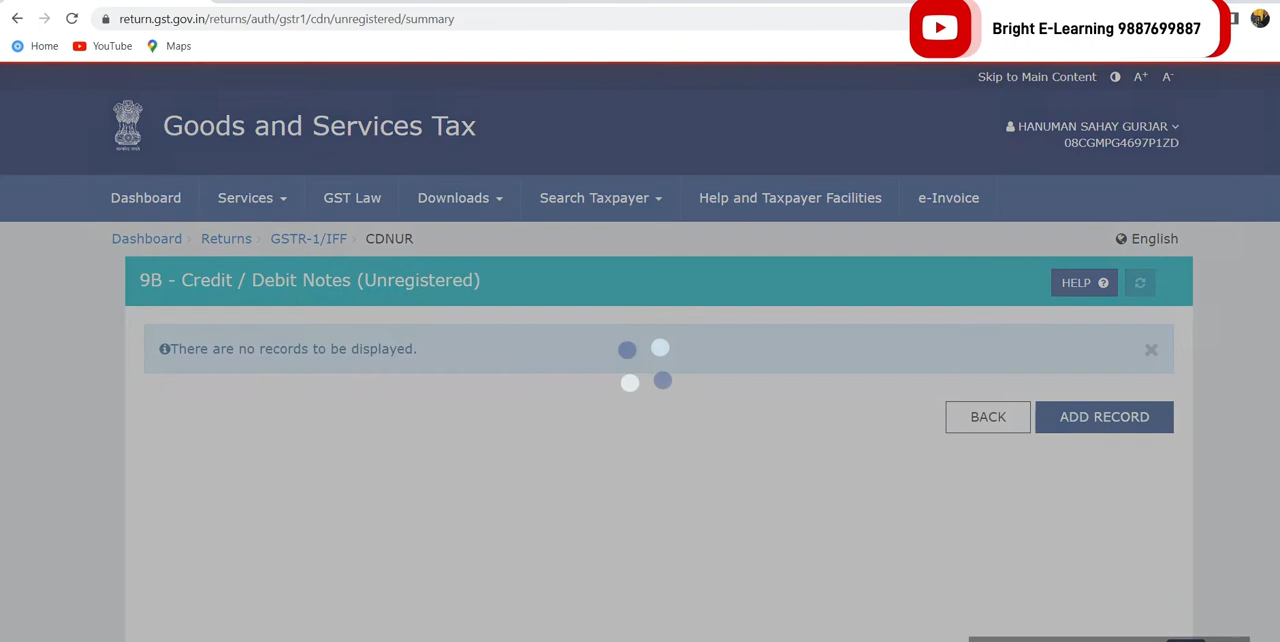 return.gst.gov.in/returns/auth/gstr1/cdn/unregistered/summary
Bright E-Learning 9887699887
Home YouTube Maps
Skip to Main Content A+ A-
Goods and Services Tax
HANUMAN SAHAY GURJAR
08CGMPG4697P1ZD
Dashboard Services GST Law Downloads Search Taxpayer Help and Taxpayer Facilities e-Invoice
Dashboard › Returns › GSTR-1/IFF › CDNUR English
9B - Credit / Debit Notes (Unregistered) HELP
There are no records to be displayed.
BACK ADD RECORD